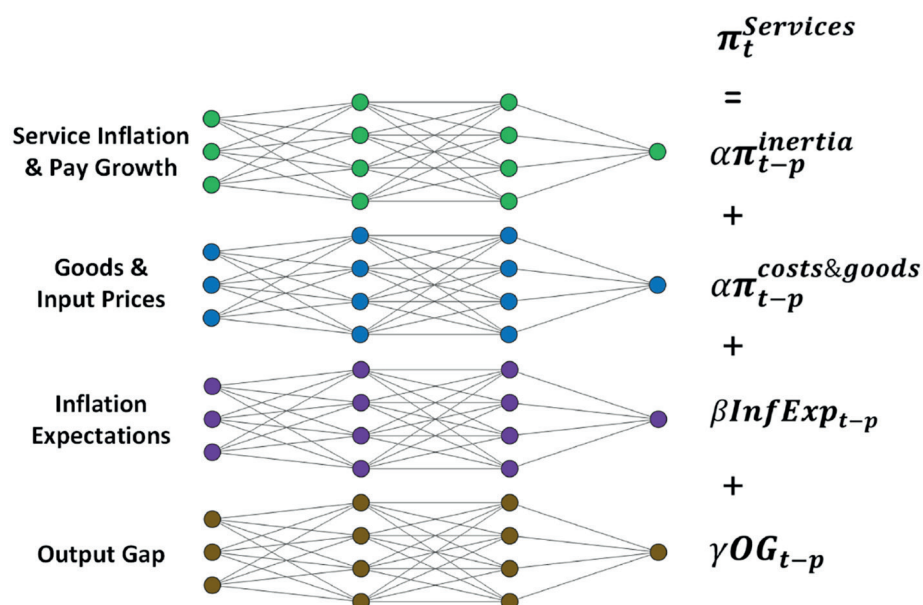 π_t^Services
=
Service Inflation
& Pay Growth
απ_{t−p}^{inertia}
+
Goods &
Input Prices
απ_{t−p}^{costs&goods}
+
Inflation
Expectations
βInfExp_{t−p}
+
Output Gap
γOG_{t−p}